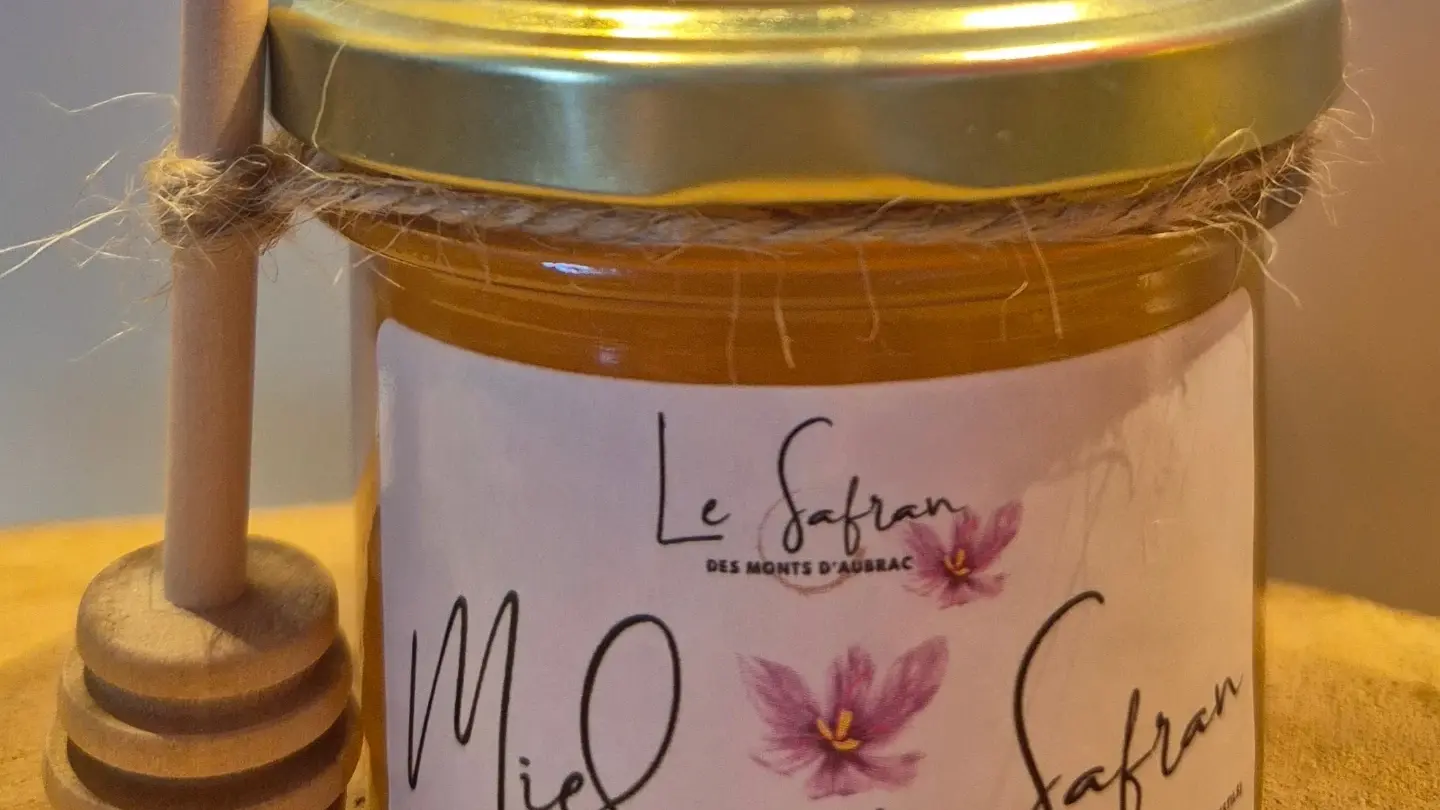 Le Safran
DES MONTS D'AUBRAC
Miel Safran